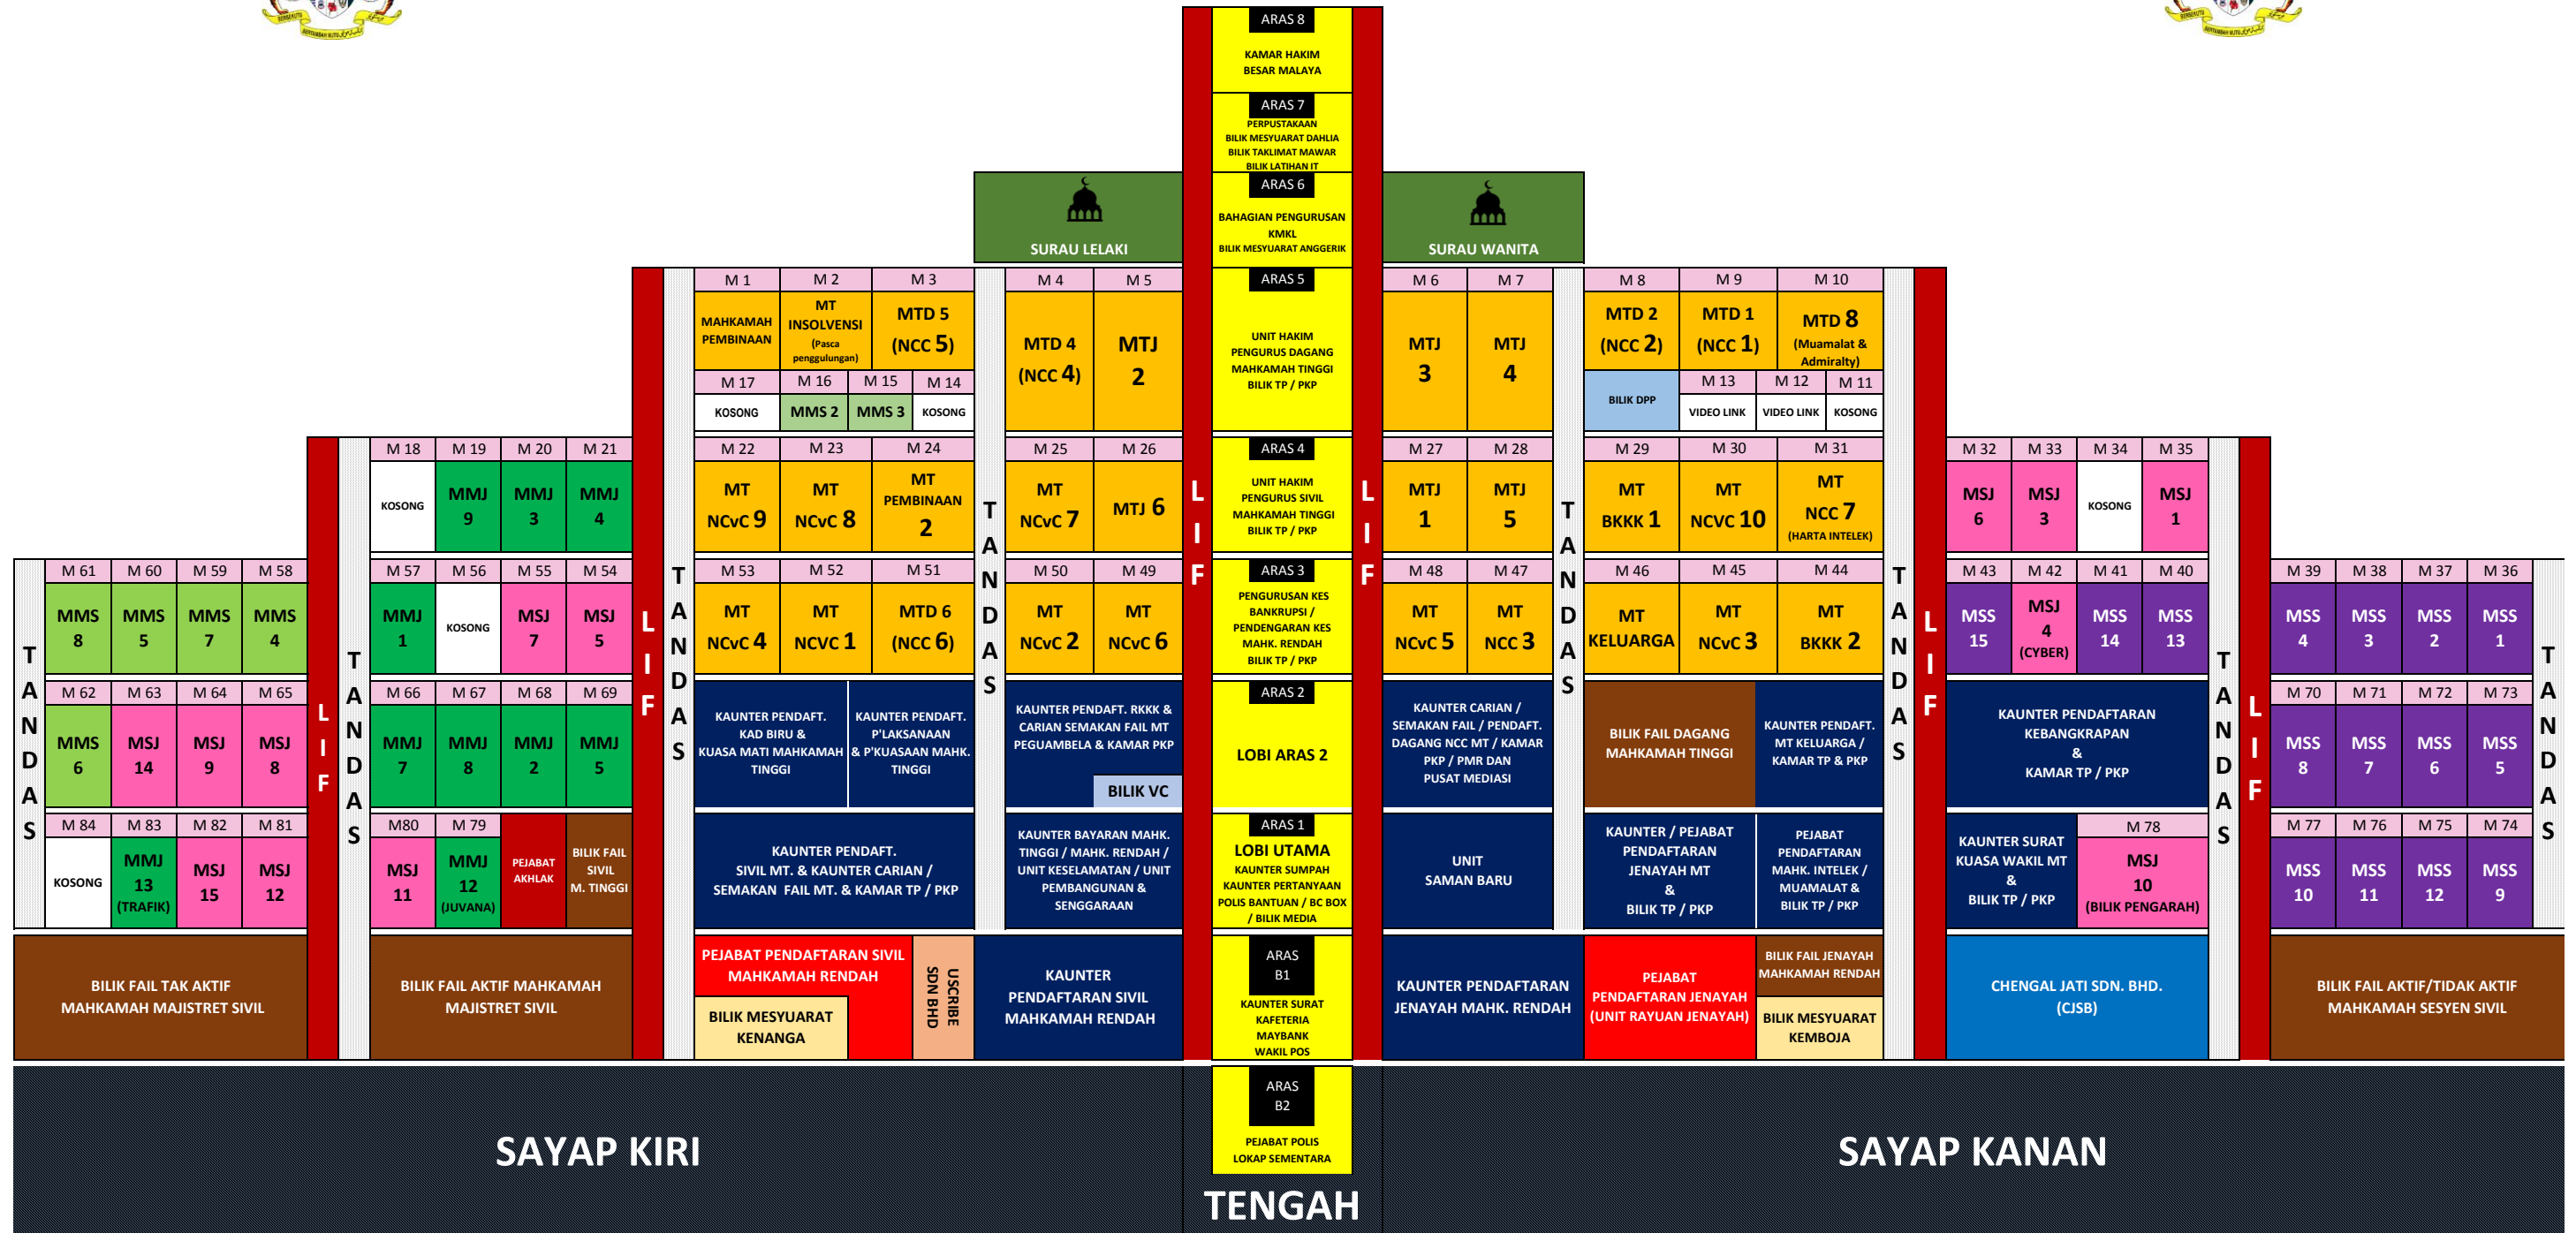 BERSEKUTU
BERTAMBAH MUTU
BERSEKUTU
BERTAMBAH MUTU
ARAS 8
KAMAR HAKIM
BESAR MALAYA
ARAS 7
PERPUSTAKAAN
BILIK MESYUARAT DAHLIA
BILIK TAKLIMAT MAWAR
BILIK LATIHAN IT
SURAU LELAKI
ARAS 6
BAHAGIAN PENGURUSAN
KMKL
BILIK MESYUARAT ANGGERIK
SURAU WANITA
M 1
MAHKAMAH
PEMBINAAN
M 2
MT
INSOLVENSI
(Pasca
penggulungan)
M 3
MTD 5
(NCC 5)
M 4
MTD 4
(NCC 4)
M 5
MTJ
2
ARAS 5
UNIT HAKIM
PENGURUS DAGANG
MAHKAMAH TINGGI
BILIK TP / PKP
M 6
MTJ
3
M 7
MTJ
4
M 8
MTD 2
(NCC 2)
M 9
MTD 1
(NCC 1)
M 10
MTD 8
(Muamalat &
Admiralty)
M 17
KOSONG
M 16
MMS 2
M 15
MMS 3
M 14
KOSONG
BILIK DPP
M 13
VIDEO LINK
M 12
VIDEO LINK
M 11
KOSONG
M 18
KOSONG
M 19
MMJ
9
M 20
MMJ
3
M 21
MMJ
4
M 22
MT
NCvC 9
M 23
MT
NCvC 8
M 24
MT
PEMBINAAN
2
M 25
MT
NCvC 7
M 26
MTJ 6
ARAS 4
UNIT HAKIM
PENGURUS SIVIL
MAHKAMAH TINGGI
BILIK TP / PKP
M 27
MTJ
1
M 28
MTJ
5
M 29
MT
BKKK 1
M 30
MT
NCVC 10
M 31
MT
NCC 7
(HARTA INTELEK)
M 32
MSJ
6
M 33
MSJ
3
M 34
KOSONG
M 35
MSJ
1
M 61
MMS
8
M 60
MMS
5
M 59
MMS
7
M 58
MMS
4
M 57
MMJ
1
M 56
KOSONG
M 55
MSJ
7
M 54
MSJ
5
M 53
MT
NCvC 4
M 52
MT
NCVC 1
M 51
MTD 6
(NCC 6)
M 50
MT
NCvC 2
M 49
MT
NCvC 6
ARAS 3
PENGURUSAN KES
BANKRUPSI /
PENDENGARAN KES
MAHK. RENDAH
BILIK TP / PKP
M 48
MT
NCvC 5
M 47
MT
NCC 3
M 46
MT
KELUARGA
M 45
MT
NCvC 3
M 44
MT
BKKK 2
M 43
MSS
15
M 42
MSJ
4
(CYBER)
M 41
MSS
14
M 40
MSS
13
M 39
MSS
4
M 38
MSS
3
M 37
MSS
2
M 36
MSS
1
TANDAS
LIF
TANDAS
LIF
TANDAS
TANDAS
LIF
LIF
TANDAS
TANDAS
LIF
TANDAS
LIF
TANDAS
M 62
MMS
6
M 63
MSJ
14
M 64
MSJ
9
M 65
MSJ
8
M 66
MMJ
7
M 67
MMJ
8
M 68
MMJ
2
M 69
MMJ
5
KAUNTER PENDAFT.
KAD BIRU &
KUASA MATI MAHKAMAH
TINGGI
KAUNTER PENDAFT.
P'LAKSANAAN
& P'KUASAAN MAHK.
TINGGI
KAUNTER PENDAFT. RKKK &
CARIAN SEMAKAN FAIL MT
PEGUAMBELA & KAMAR PKP
BILIK VC
ARAS 2
LOBI ARAS 2
KAUNTER CARIAN /
SEMAKAN FAIL / PENDAFT.
DAGANG NCC MT / KAMAR
PKP / PMR DAN
PUSAT MEDIASI
BILIK FAIL DAGANG
MAHKAMAH TINGGI
KAUNTER PENDAFT.
MT KELUARGA /
KAMAR TP & PKP
KAUNTER PENDAFTARAN
KEBANGKRAPAN
&
KAMAR TP / PKP
M 70
MSS
8
M 71
MSS
7
M 72
MSS
6
M 73
MSS
5
M 84
KOSONG
M 83
MMJ
13
(TRAFIK)
M 82
MSJ
15
M 81
MSJ
12
M80
MSJ
11
M 79
MMJ
12
(JUVANA)
PEJABAT
AKHLAK
BILIK FAIL
SIVIL
M. TINGGI
KAUNTER PENDAFT.
SIVIL MT. & KAUNTER CARIAN /
SEMAKAN FAIL MT. & KAMAR TP / PKP
KAUNTER BAYARAN MAHK.
TINGGI / MAHK. RENDAH /
UNIT KESELAMATAN / UNIT
PEMBANGUNAN &
SENGGARAAN
ARAS 1
LOBI UTAMA
KAUNTER SUMPAH
KAUNTER PERTANYAAN
POLIS BANTUAN / BC BOX
/ BILIK MEDIA
UNIT
SAMAN BARU
KAUNTER / PEJABAT
PENDAFTARAN
JENAYAH MT
&
BILIK TP / PKP
PEJABAT
PENDAFTARAN
MAHK. INTELEK /
MUAMALAT &
BILIK TP / PKP
KAUNTER SURAT
KUASA WAKIL MT
&
BILIK TP / PKP
M 78
MSJ
10
(BILIK PENGARAH)
M 77
MSS
10
M 76
MSS
11
M 75
MSS
12
M 74
MSS
9
BILIK FAIL TAK AKTIF
MAHKAMAH MAJISTRET SIVIL
BILIK FAIL AKTIF MAHKAMAH
MAJISTRET SIVIL
PEJABAT PENDAFTARAN SIVIL
MAHKAMAH RENDAH
BILIK MESYUARAT
KENANGA
USCRIBE
SDN BHD
KAUNTER
PENDAFTARAN SIVIL
MAHKAMAH RENDAH
ARAS
B1
KAUNTER SURAT
KAFETERIA
MAYBANK
WAKIL POS
KAUNTER PENDAFTARAN
JENAYAH MAHK. RENDAH
PEJABAT
PENDAFTARAN JENAYAH
(UNIT RAYUAN JENAYAH)
BILIK FAIL JENAYAH
MAHKAMAH RENDAH
BILIK MESYUARAT
KEMBOJA
CHENGAL JATI SDN. BHD.
(CJSB)
BILIK FAIL AKTIF/TIDAK AKTIF
MAHKAMAH SESYEN SIVIL
SAYAP KIRI
ARAS
B2
PEJABAT POLIS
LOKAP SEMENTARA
TENGAH
SAYAP KANAN